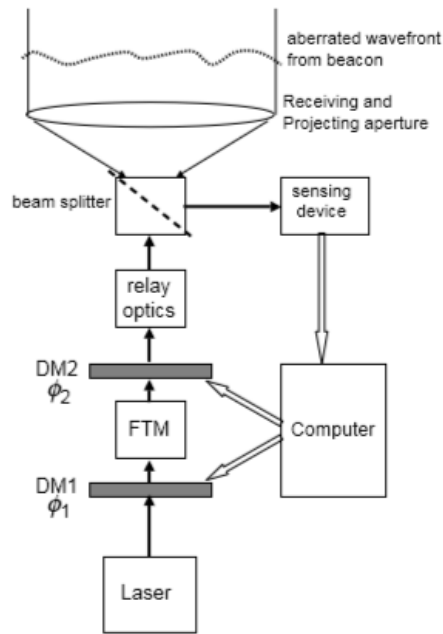 aberrated wavefront
from beacon
Receiving and
Projecting aperture
beam splitter
sensing
device
relay
optics
DM2
ϕ2
FTM
Computer
DM1
ϕ1
Laser